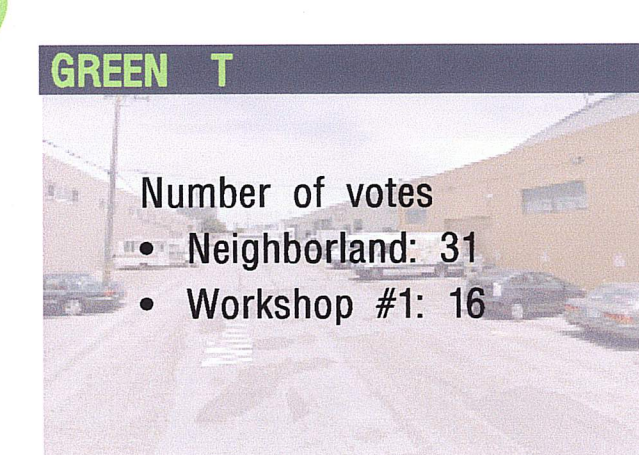 GREEN T
Number of votes
• Neighborland: 31
• Workshop #1: 16